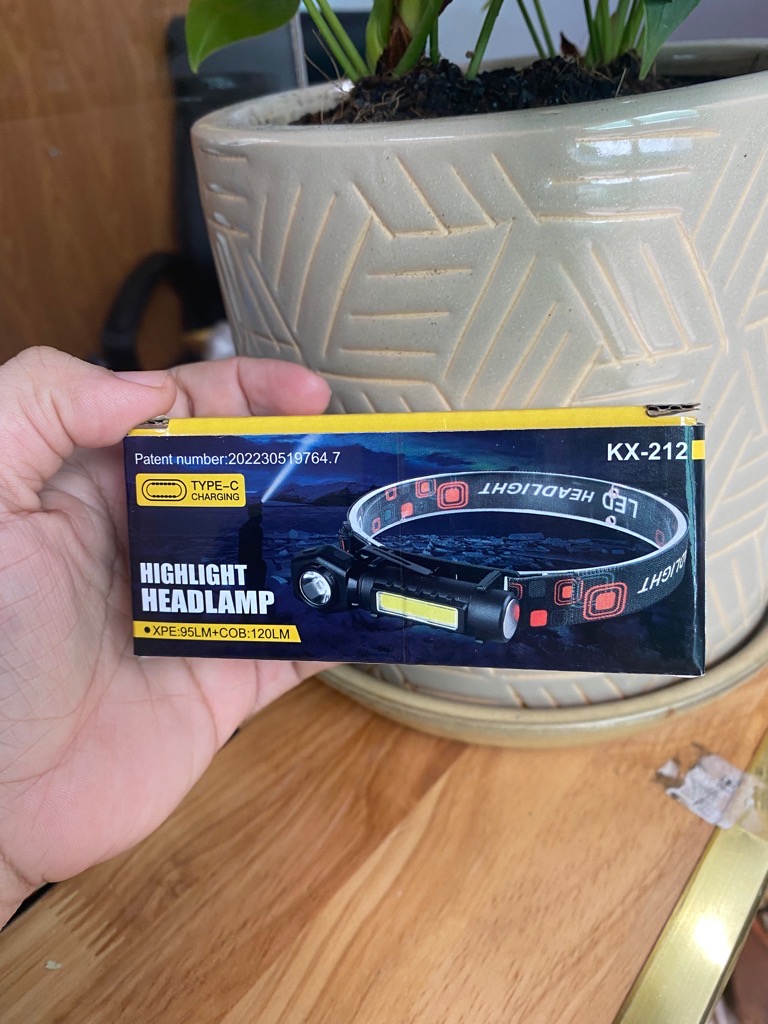 Patent number:202230519764.7
KX-212
TYPE-C
CHARGING
LED HEADLIGHT
HIGHLIGHT
HEADLAMP
• XPE:95LM+COB:120LM